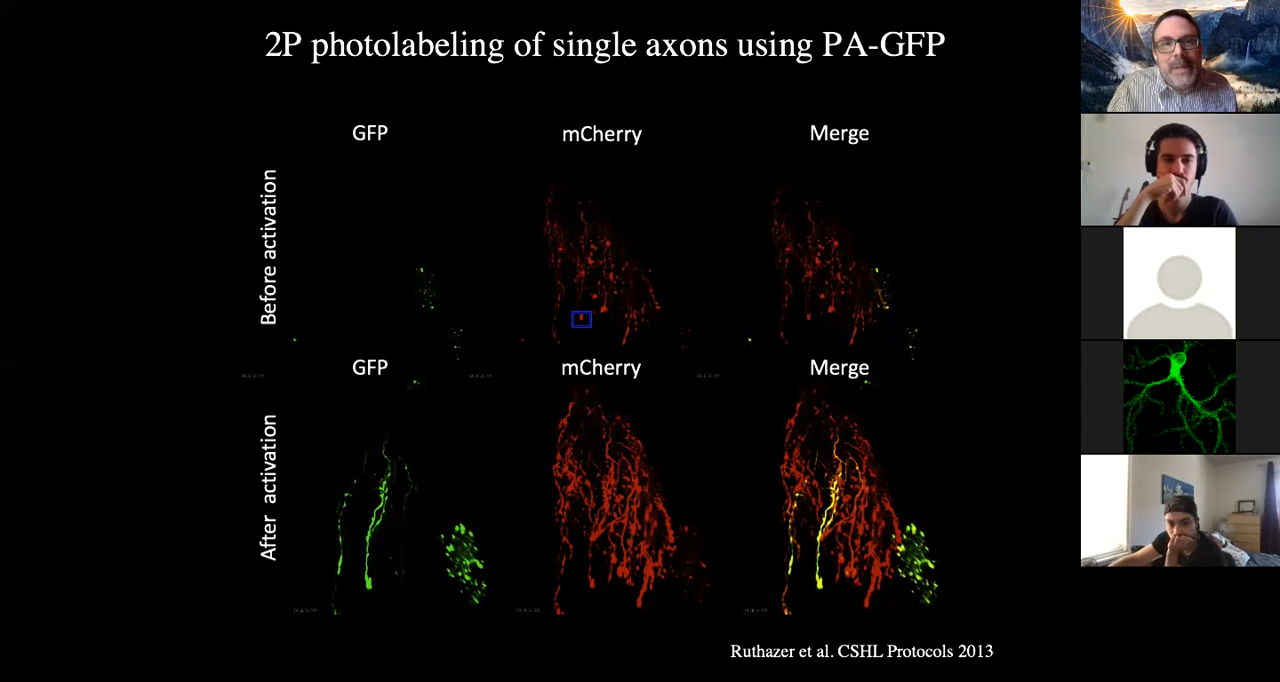 2P photolabeling of single axons using PA-GFP
GFP
mCherry
Merge
Before activation
GFP
mCherry
Merge
After activation
Ruthazer et al. CSHL Protocols 2013